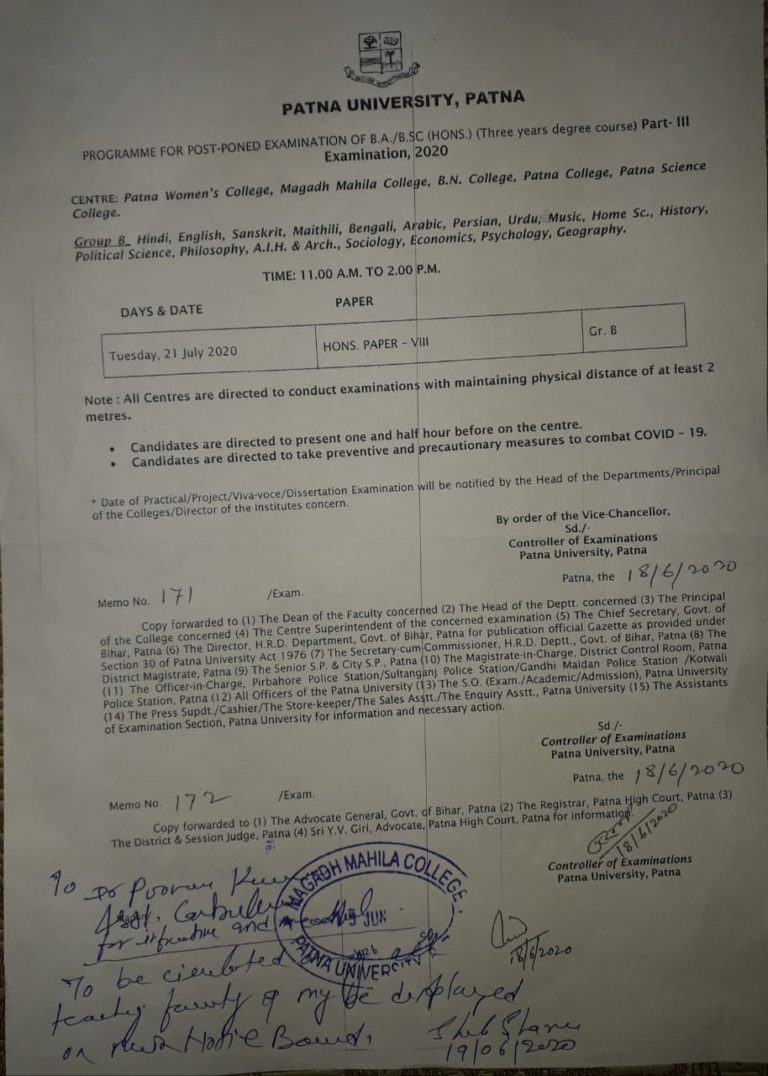 PATNA UNIVERSITY, PATNA
PROGRAMME FOR POST-PONED EXAMINATION OF B.A./B.SC (HONS.) (Three years degree course) Part- III
Examination, 2020
CENTRE: Patna Women's College, Magadh Mahila College, B.N. College, Patna College, Patna Science
College.
Group B Hindi, English, Sanskrit, Maithili, Bengali, Arabic, Persian, Urdu, Music, Home Sc., History,
Political Science, Philosophy, A.I.H. & Arch., Sociology, Economics, Psychology, Geography.
TIME: 11.00 A.M. TO 2.00 P.M.
DAYS & DATE PAPER
Tuesday, 21 July 2020 HONS. PAPER – VIII Gr. B
Note : All Centres are directed to conduct examinations with maintaining physical distance of at least 2
metres.
• Candidates are directed to present one and half hour before on the centre.
• Candidates are directed to take preventive and precautionary measures to combat COVID – 19.
* Date of Practical/Project/Viva-voce/Dissertation Examination will be notified by the Head of the Departments/Principal
of the Colleges/Director of the Institutes concern.
By order of the Vice-Chancellor,
Sd./-
Controller of Examinations
Patna University, Patna
Patna, the 18/6/2020
Memo No. 171 /Exam.
Copy forwarded to (1) The Dean of the Faculty concerned (2) The Head of the Deptt. concerned (3) The Principal
of the College concerned (4) The Centre Superintendent of the concerned examination (5) The Chief Secretary, Govt. of
Bihar, Patna (6) The Director, H.R.D. Department, Govt. of Bihar, Patna for publication official Gazette as provided under
Section 30 of Patna University Act 1976 (7) The Secretary-cum-Commissioner, H.R.D. Deptt., Govt. of Bihar, Patna (8) The
District Magistrate, Patna (9) The Senior S.P. & City S.P., Patna (10) The Magistrate-in-Charge, District Control Room, Patna
(11) The Officer-in-Charge, Pirbahore Police Station/Sultanganj Police Station/Gandhi Maidan Police Station /Kotwali
Police Station, Patna (12) All Officers of the Patna University (13) The S.O. (Exam./Academic/Admission), Patna University
(14) The Press Supdt./Cashier/The Store-keeper/The Sales Asstt./The Enquiry Asstt., Patna University (15) The Assistants
of Examination Section, Patna University for information and necessary action.
Sd./-
Controller of Examinations
Patna University, Patna
Patna, the 18/6/2020
Memo No. 172 /Exam.
Copy forwarded to (1) The Advocate General, Govt. of Bihar, Patna (2) The Registrar, Patna High Court, Patna (3)
The District & Session Judge, Patna (4) Sri Y.V. Giri, Advocate, Patna High Court, Patna for information.
18/6/2020
Controller of Examinations
Patna University, Patna
To Dr Poonam
MAGADH MAHILA COLLEGE
JUN
PATNA UNIVERSITY
for and
18/6/2020
To be
teaching faculty displayed
on
19/06/2020